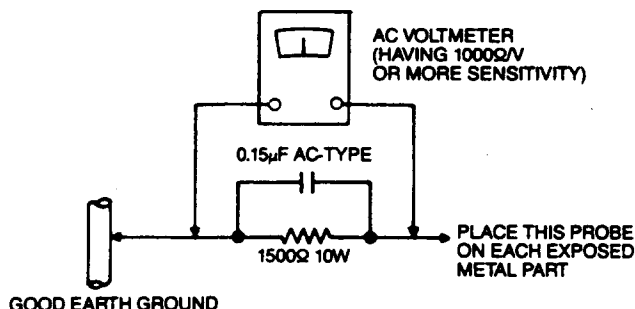 AC VOLTMETER
(HAVING 1000Ω/V
OR MORE SENSITIVITY)
0.15µF AC-TYPE
1500Ω 10W
PLACE THIS PROBE
ON EACH EXPOSED
METAL PART
GOOD EARTH GROUND